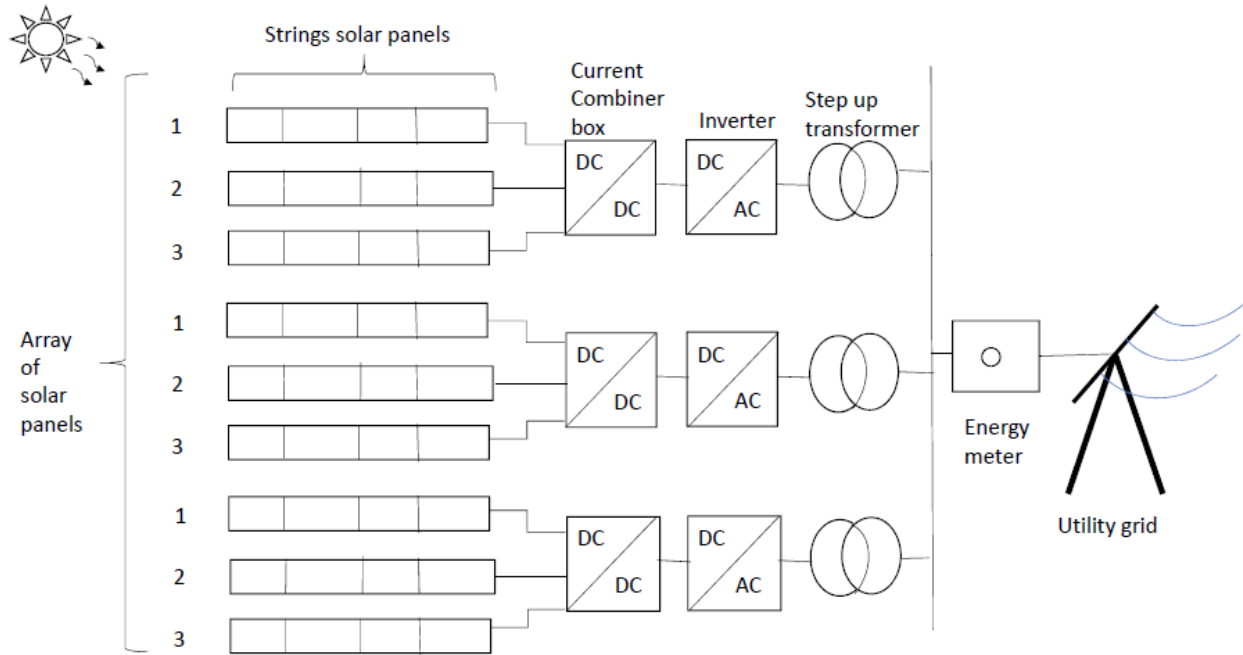 Strings solar panels
Current
Combiner
box
Inverter
Step up
transformer
1
2
3
DC
DC
DC
AC
Array
of
solar
panels
1
2
3
DC
DC
DC
AC
Energy
meter
Utility grid
1
2
3
DC
DC
DC
AC